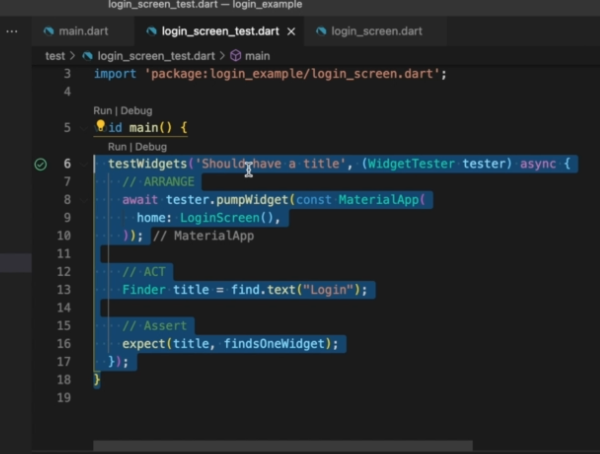 login_screen_test.dart — login_example
··· main.dart login_screen_test.dart × login_screen.dart
test > login_screen_test.dart > main
3 import 'package:login_example/login_screen.dart';
4
Run | Debug
5 id main() {
Run | Debug
6 testWidgets('Should have a title', (WidgetTester tester) async {
7 // ARRANGE
8 await tester.pumpWidget(const MaterialApp(
9 home: LoginScreen(),
10 )); // MaterialApp
11
12 // ACT
13 Finder title = find.text("Login");
14
15 // Assert
16 expect(title, findsOneWidget);
17 });
18 }
19